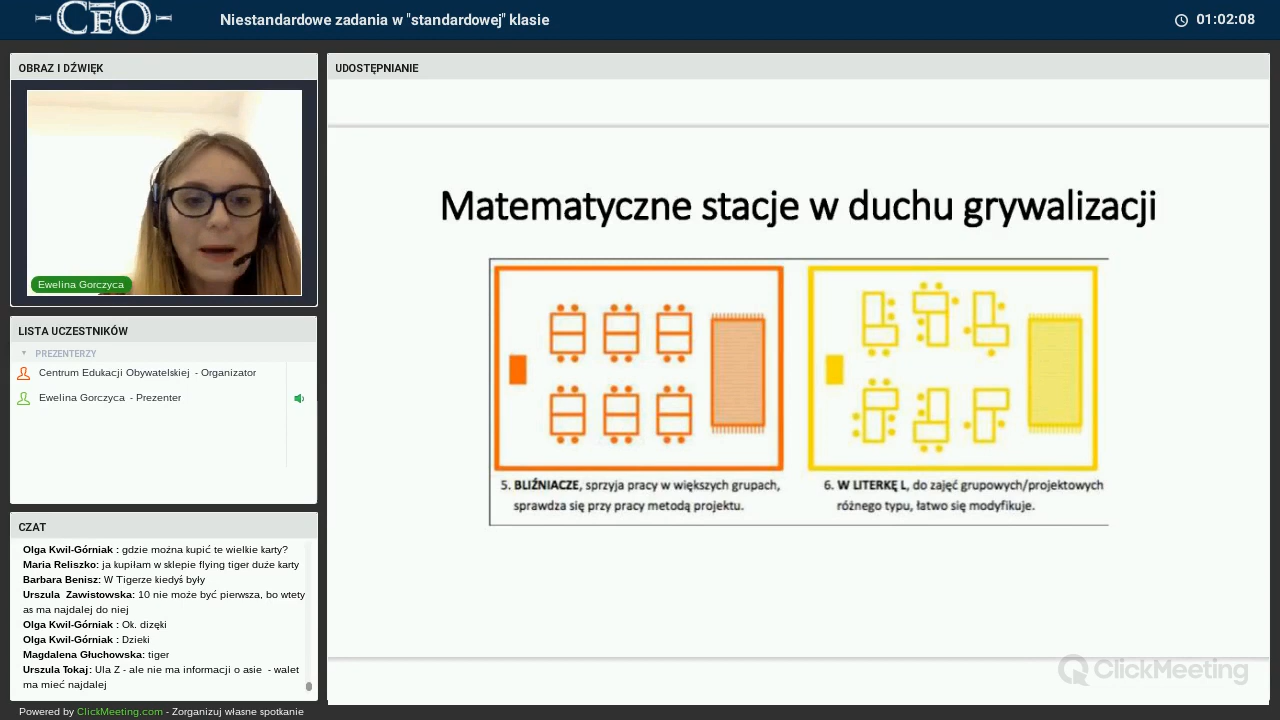 CEO
Niestandardowe zadania w "standardowej" klasie
01:02:08
OBRAZ I DŹWIĘK
Ewelina Gorczyca
LISTA UCZESTNIKÓW
PREZENTERZY
Centrum Edukacji Obywatelskiej - Organizator
Ewelina Gorczyca - Prezenter
CZAT
Olga Kwil-Górniak : gdzie można kupić te wielkie karty?
Maria Reliszko: ja kupiłam w sklepie flying tiger duże karty
Barbara Benisz: W Tigerze kiedyś były
Urszula Zawistowska: 10 nie może być pierwsza, bo wtety
as ma najdalej do niej
Olga Kwil-Górniak : Ok. dizęki
Olga Kwil-Górniak : Dzieki
Magdalena Głuchowska: tiger
Urszula Tokaj: Ula Z - ale nie ma informacji o asie - walet
ma mieć najdalej
Powered by ClickMeeting.com - Zorganizuj własne spotkanie
UDOSTĘPNIANIE
Matematyczne stacje w duchu grywalizacji
5. BLIŹNIACZE, sprzyja pracy w większych grupach,
sprawdza się przy pracy metodą projektu.
6. W LITERKĘ L, do zajęć grupowych/projektowych
różnego typu, łatwo się modyfikuje.
ClickMeeting